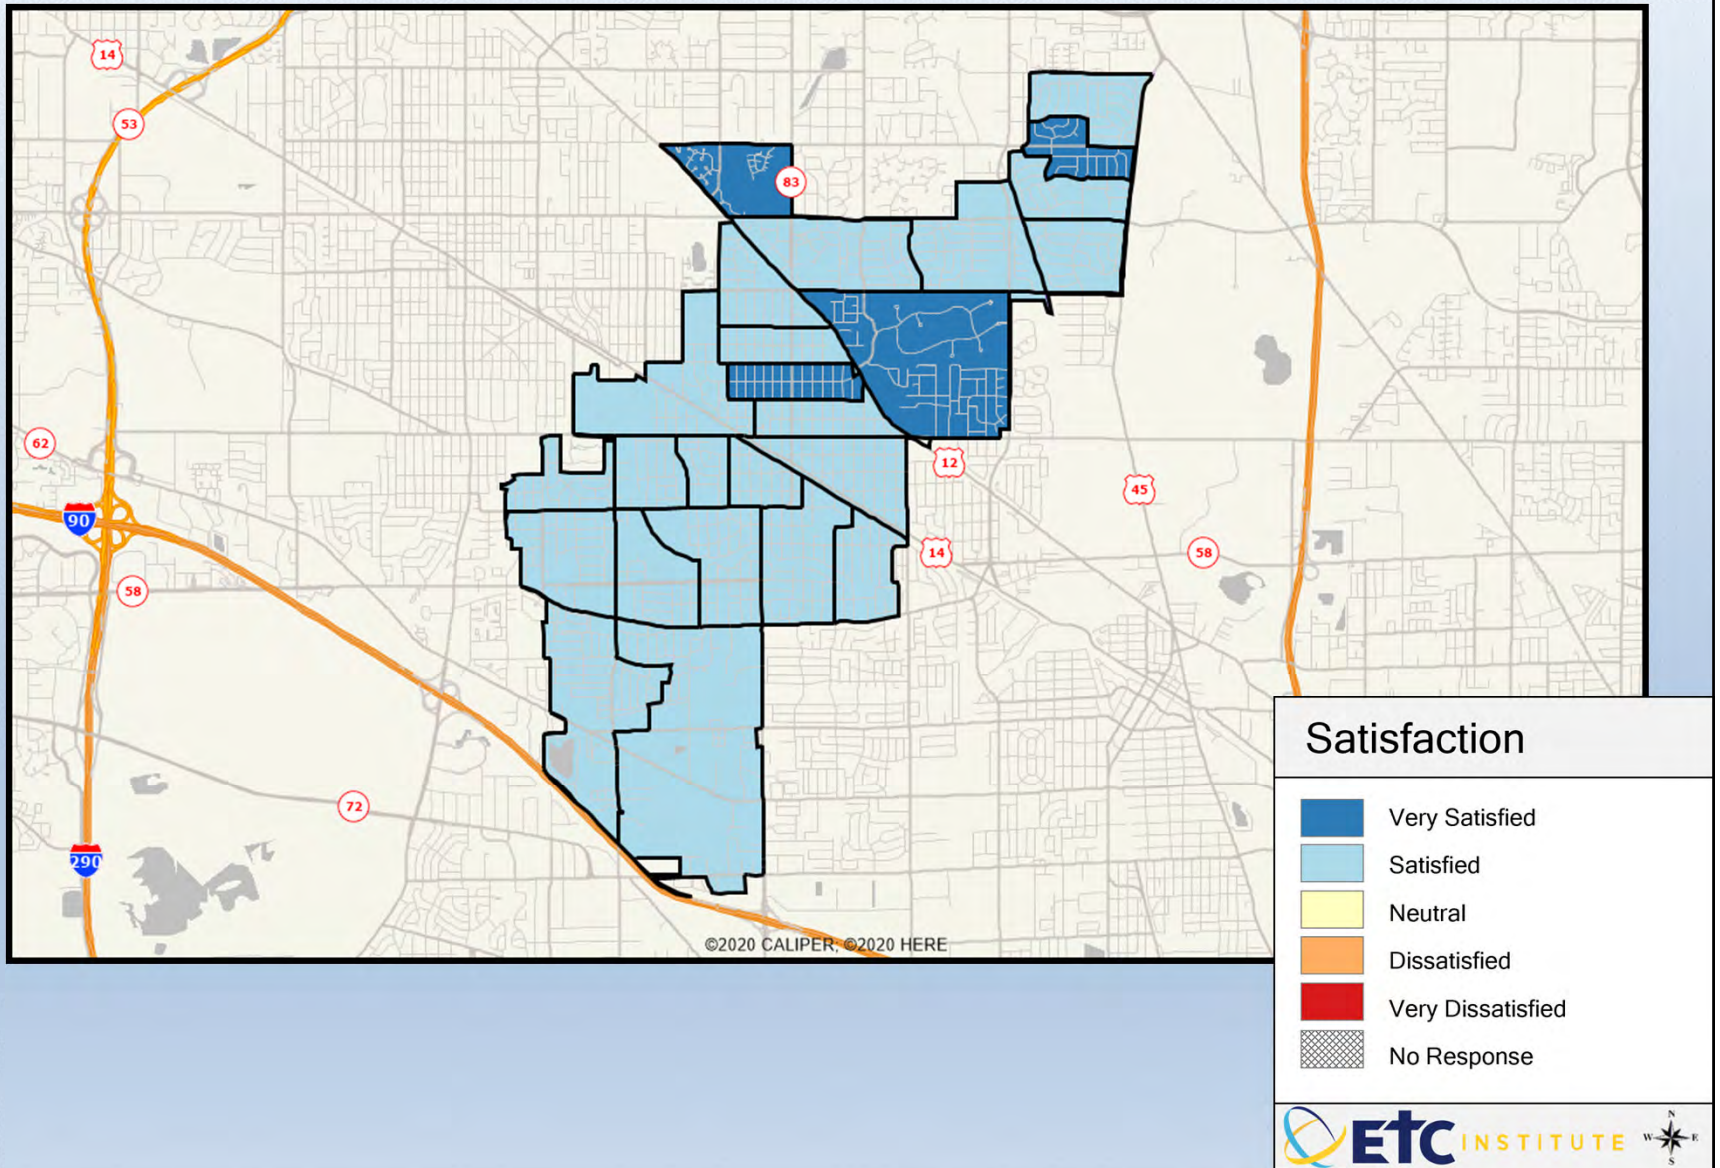 14
53
83
62
12
45
90
14
58
58
72
290
©2020 CALIPER; ©2020 HERE
Satisfaction
Very Satisfied
Satisfied
Neutral
Dissatisfied
Very Dissatisfied
No Response
ETC INSTITUTE
N
W E
S